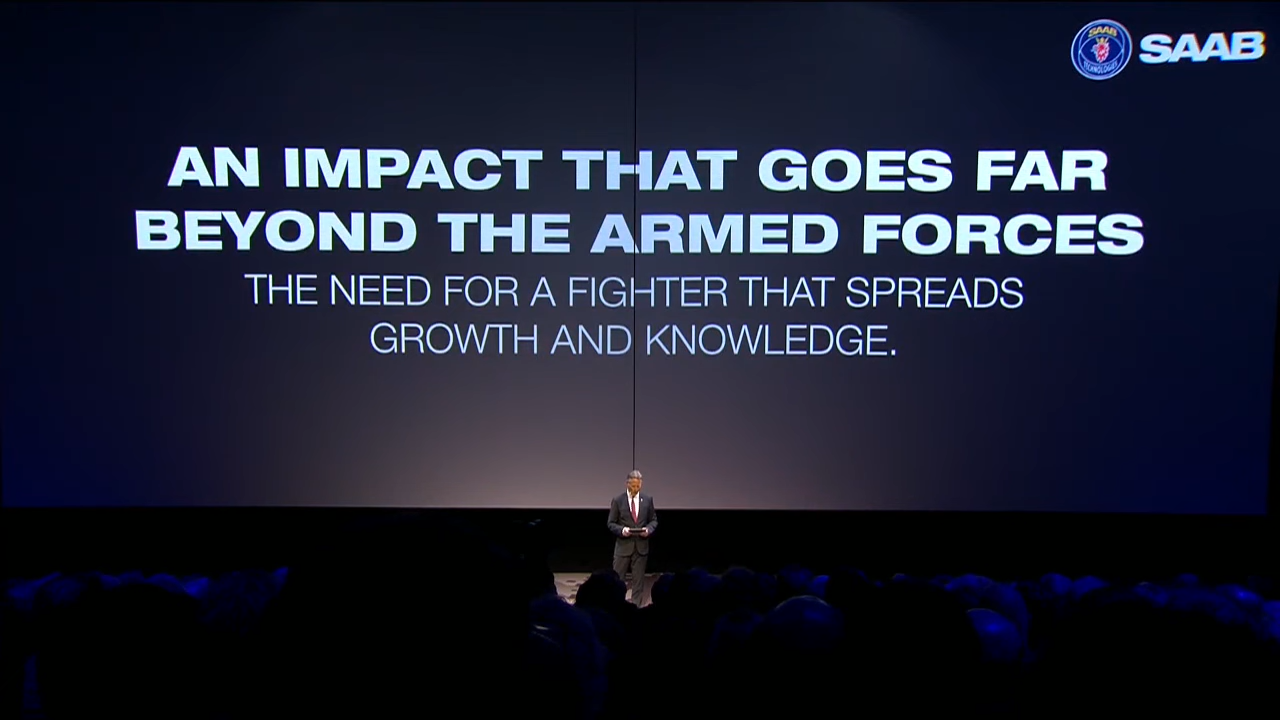 SAAB
TECHNOLOGIES
SAAB
AN IMPACT THAT GOES FAR
BEYOND THE ARMED FORCES
THE NEED FOR A FIGHTER THAT SPREADS
GROWTH AND KNOWLEDGE.